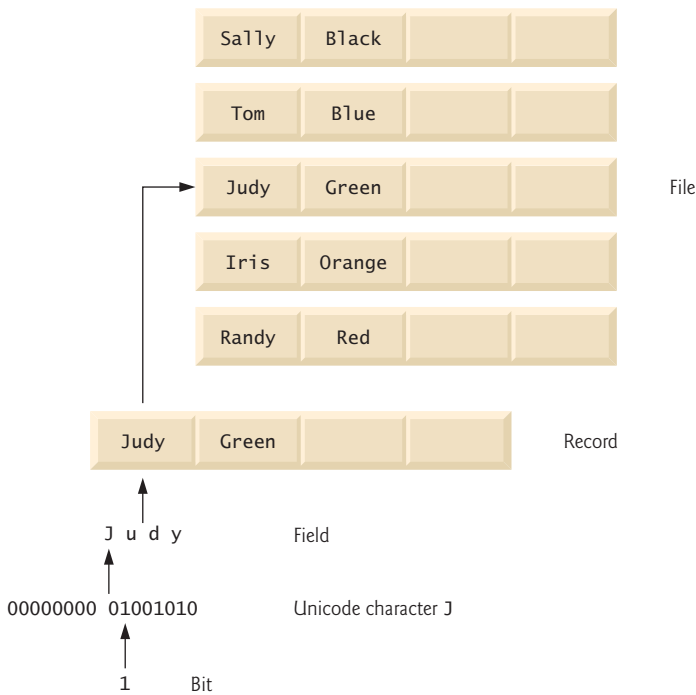 Sally Black
Tom Blue
Judy Green File
Iris Orange
Randy Red
Judy Green Record
J u d y Field
00000000 01001010 Unicode character J
1 Bit